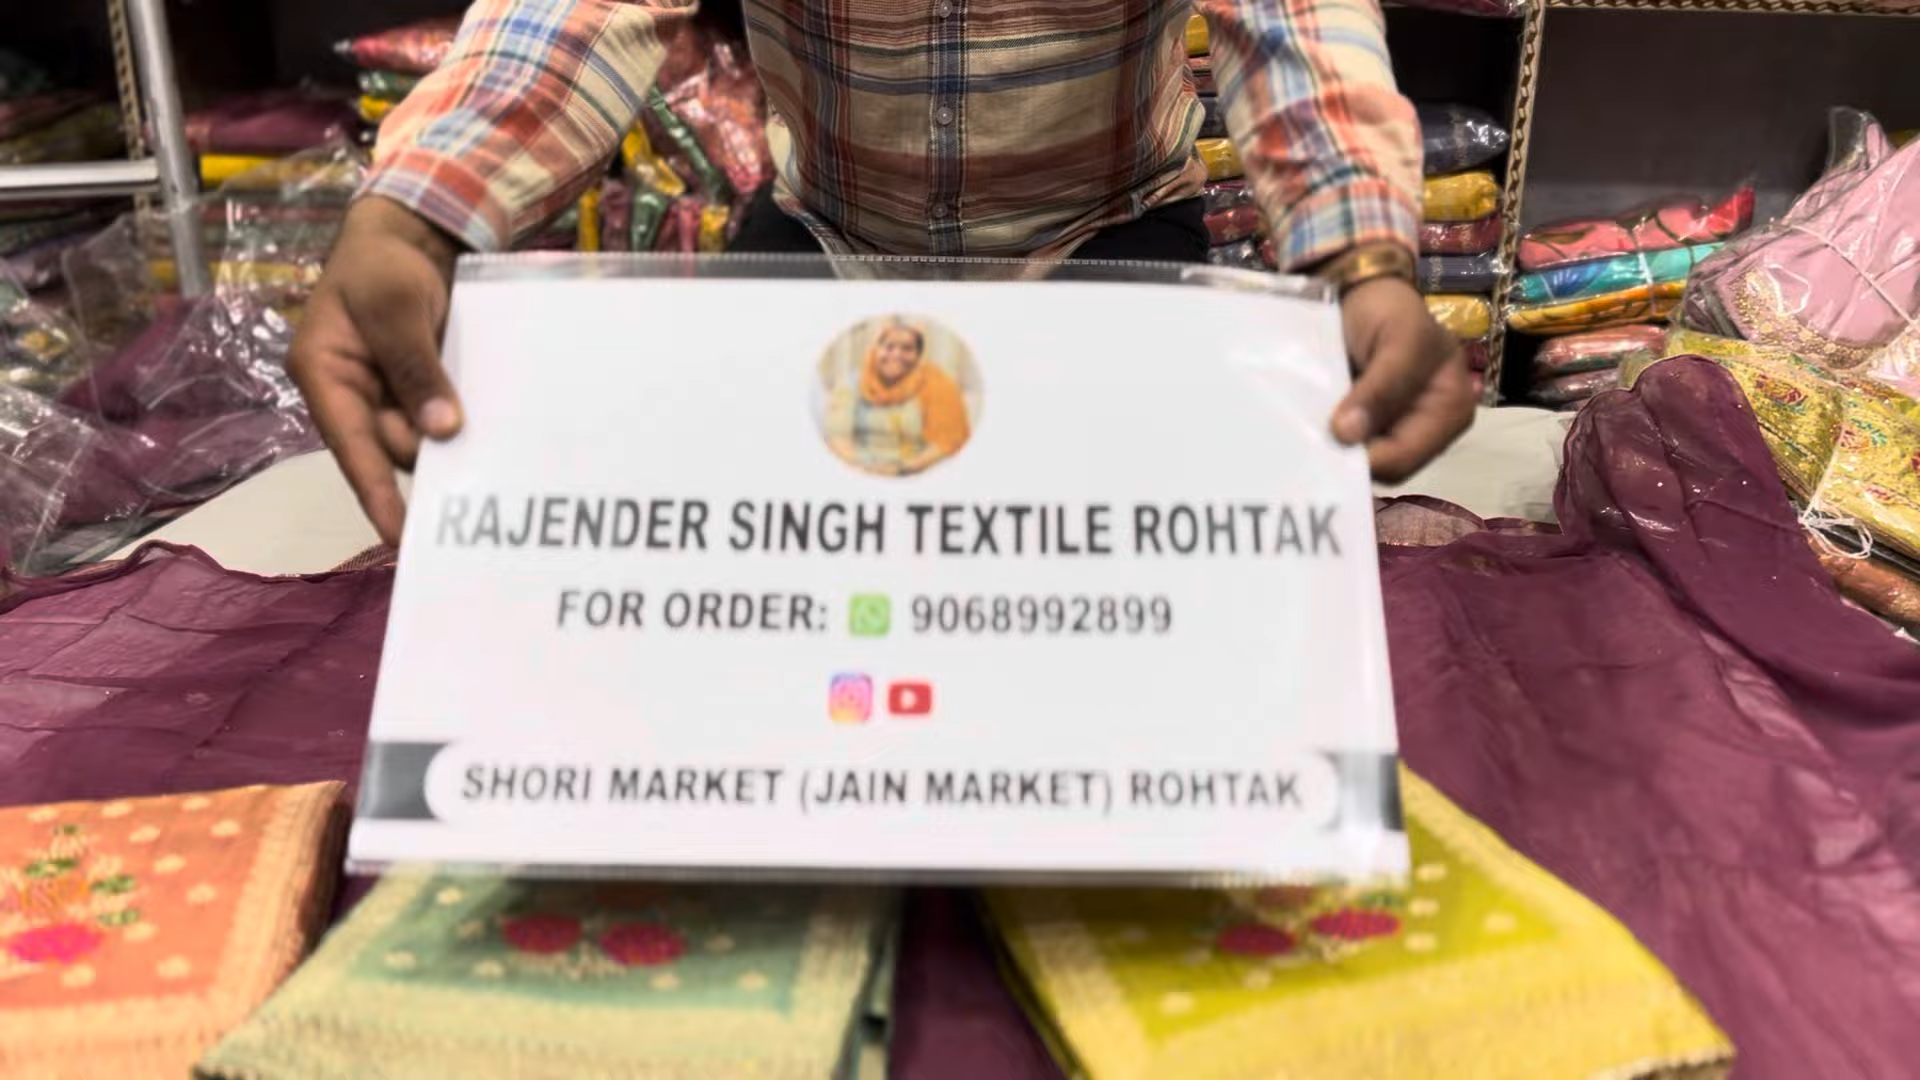 RAJENDER SINGH TEXTILE ROHTAK
FOR ORDER: 9068992899
SHORI MARKET (JAIN MARKET) ROHTAK